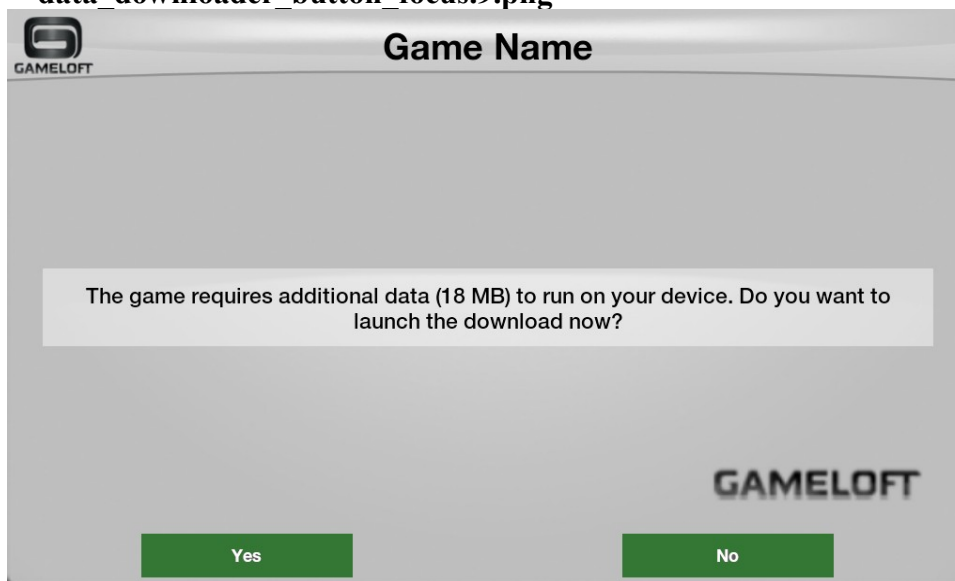 data_downloader_button_focus.9.png
GAMELOFT
Game Name
The game requires additional data (18 MB) to run on your device. Do you want to
launch the download now?
GAMELOFT
Yes
No